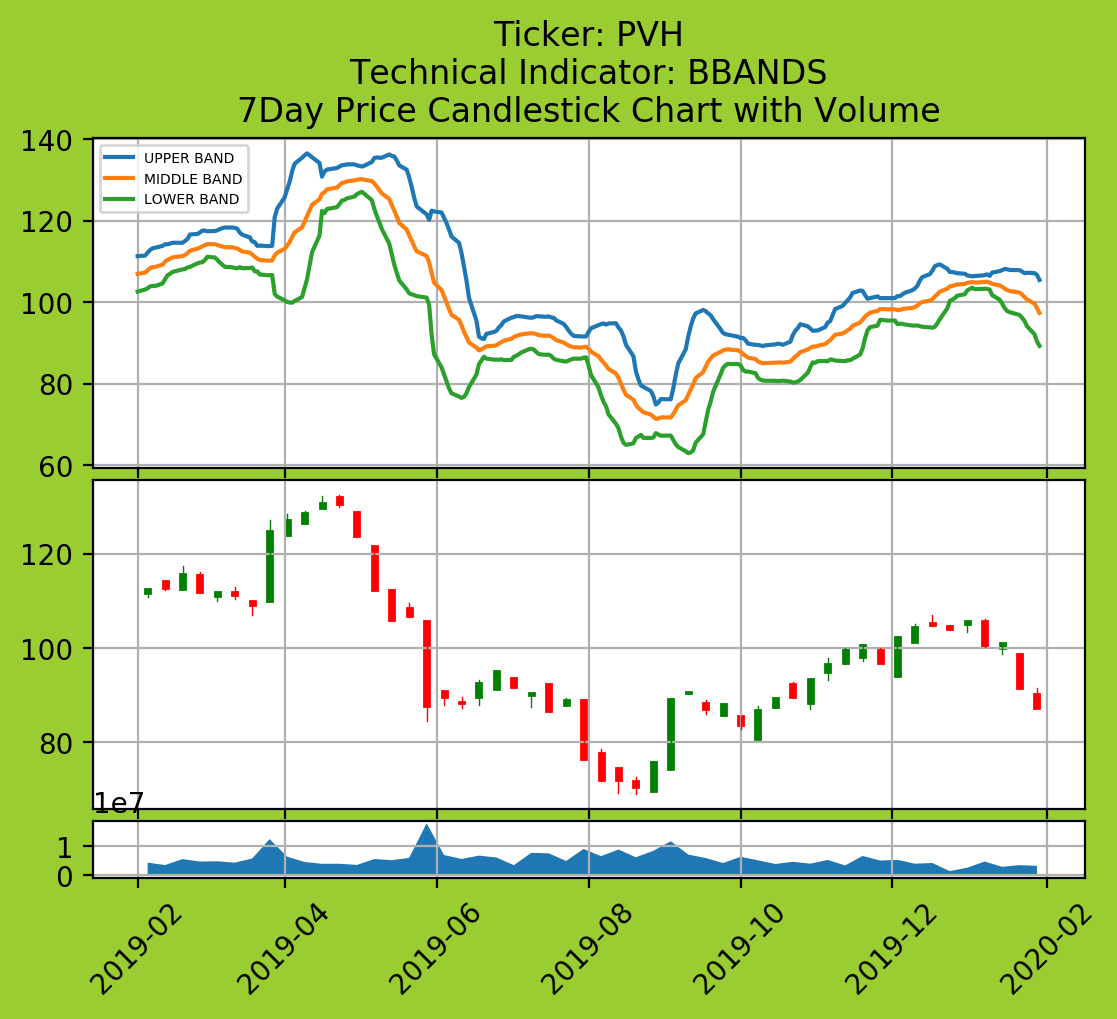 Ticker: PVH
Technical Indicator: BBANDS
7Day Price Candlestick Chart with Volume
140
120
100
80
60
UPPER BAND
MIDDLE BAND
LOWER BAND
120
100
80
1e7
1
0
2019-02
2019-04
2019-06
2019-08
2019-10
2019-12
2020-02